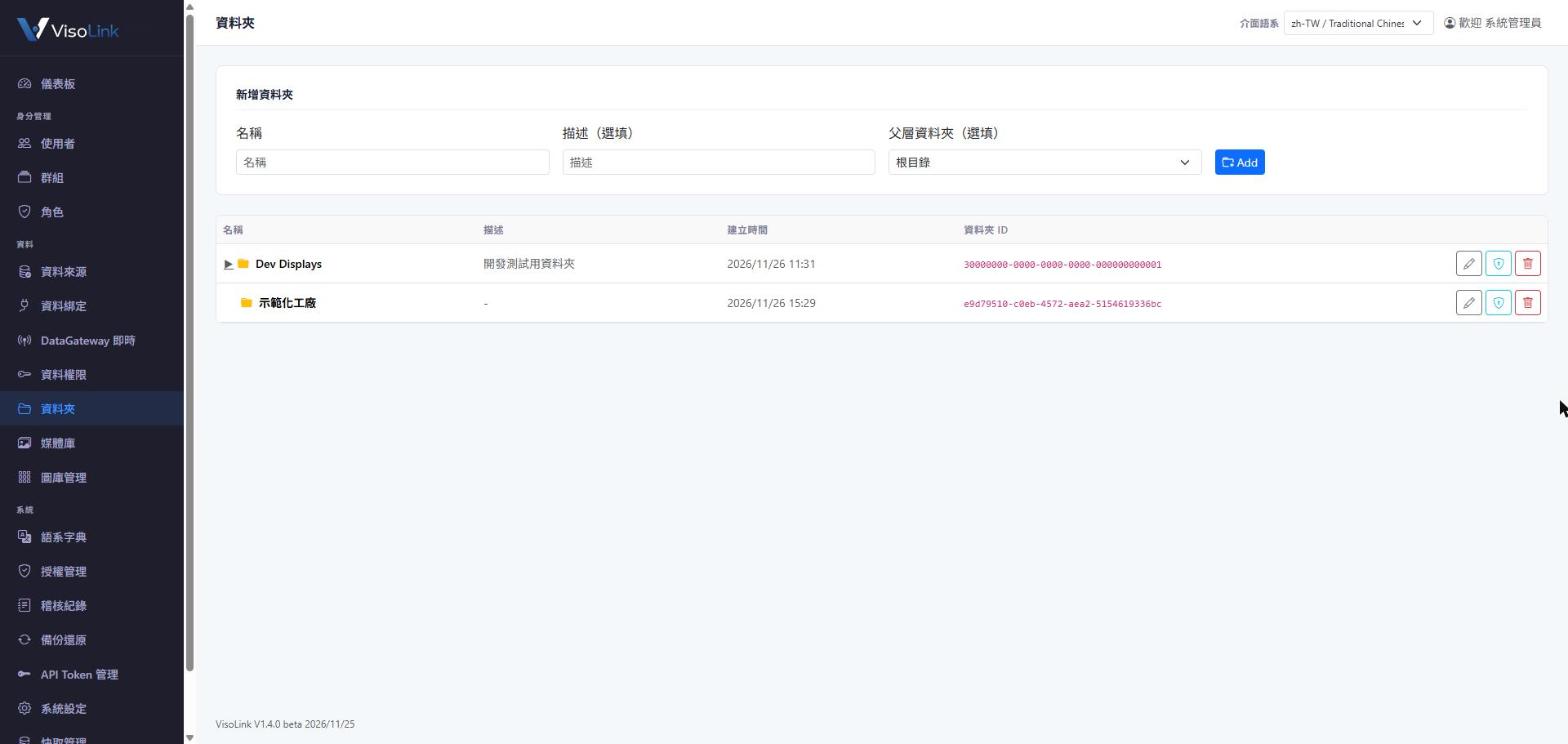 VisoLink
儀表板
身分管理
使用者
群組
角色
資料
資料來源
資料綁定
DataGateway 即時
資料權限
資料夾
媒體庫
圖庫管理
系統
語系字典
授權管理
稽核紀錄
備份還原
API Token 管理
系統設定
快取管理
資料夾
介面語系 zh-TW / Traditional Chines 歡迎 系統管理員
新增資料夾
名稱 描述（選填） 父層資料夾（選填）
名稱 描述 根目錄 Add
名稱 描述 建立時間 資料夾 ID
Dev Displays 開發測試用資料夾 2026/11/26 11:31 30000000-0000-0000-0000-000000000001
示範化工廠 - 2026/11/26 15:29 e9d79510-c0eb-4572-aea2-5154619336bc
VisoLink V1.4.0 beta 2026/11/25